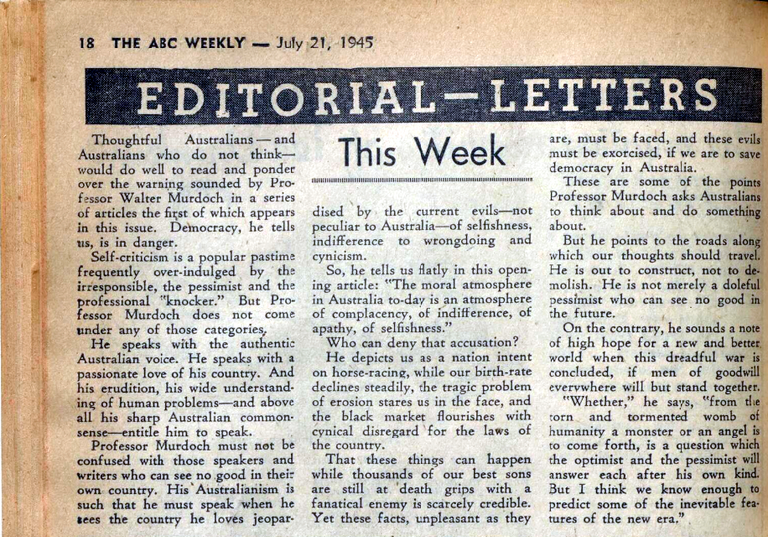 18 THE ABC WEEKLY — July 21, 1945
EDITORIAL—LETTERS
Thoughtful Australians—and
Australians who do not think—
would do well to read and ponder
over the warning sounded by Pro-
fessor Walter Murdoch in a series
of articles the first of which appears
in this issue. Democracy, he tells
us, is in danger.
Self-criticism is a popular pastime
frequently over-indulged by the
irresponsible, the pessimist and the
professional "knocker." But Pro-
fessor Murdoch does not come
under any of those categories.
He speaks with the authentic
Australian voice. He speaks with a
passionate love of his country. And
his erudition, his wide understand-
ing of human problems—and above
all his sharp Australian common-
sense—entitle him to speak.
Professor Murdoch must not be
confused with those speakers and
writers who can see no good in their
own country. His Australianism is
such that he must speak when he
sees the country he loves jeopar-
This Week
dised by the current evils—not
peculiar to Australia—of selfishness,
indifference to wrongdoing and
cynicism.
So, he tells us flatly in this open-
ing article: "The moral atmosphere
in Australia to-day is an atmosphere
of complacency, of indifference, of
apathy, of selfishness."
Who can deny that accusation?
He depicts us as a nation intent
on horse-racing, while our birth-rate
declines steadily, the tragic problem
of erosion stares us in the face, and
the black market flourishes with
cynical disregard for the laws of
the country.
That these things can happen
while thousands of our best sons
are still at death grips with a
fanatical enemy is scarcely credible.
Yet these facts, unpleasant as they
are, must be faced, and these evils
must be exorcised, if we are to save
democracy in Australia.
These are some of the points
Professor Murdoch asks Australians
to think about and do something
about.
But he points to the roads along
which our thoughts should travel.
He is out to construct, not to de-
molish. He is not merely a doleful
pessimist who can see no good in
the future.
On the contrary, he sounds a note
of high hope for a new and better
world when this dreadful war is
concluded, if men of goodwill
everywhere will but stand together.
"Whether," he says, "from the
torn and tormented womb of
humanity a monster or an angel is
to come forth, is a question which
the optimist and the pessimist will
answer each after his own kind.
But I think we know enough to
predict some of the inevitable fea-
tures of the new era."